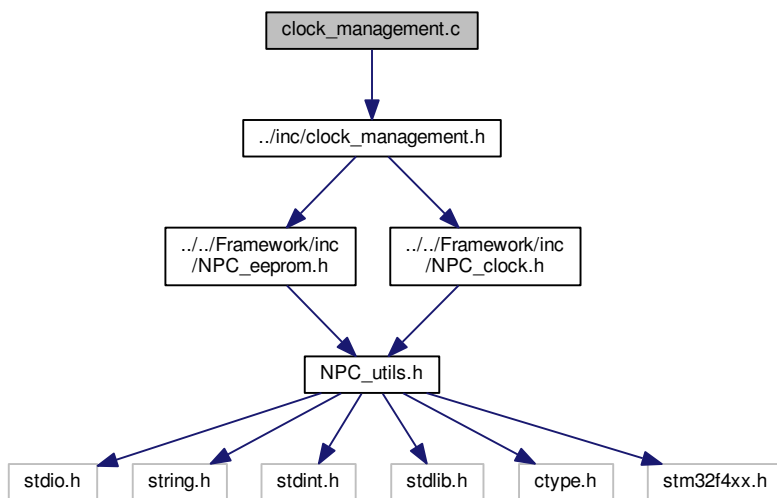 clock_management.c
../inc/clock_management.h
../../Framework/inc
/NPC_eeprom.h
../../Framework/inc
/NPC_clock.h
NPC_utils.h
stdio.h
string.h
stdint.h
stdlib.h
ctype.h
stm32f4xx.h